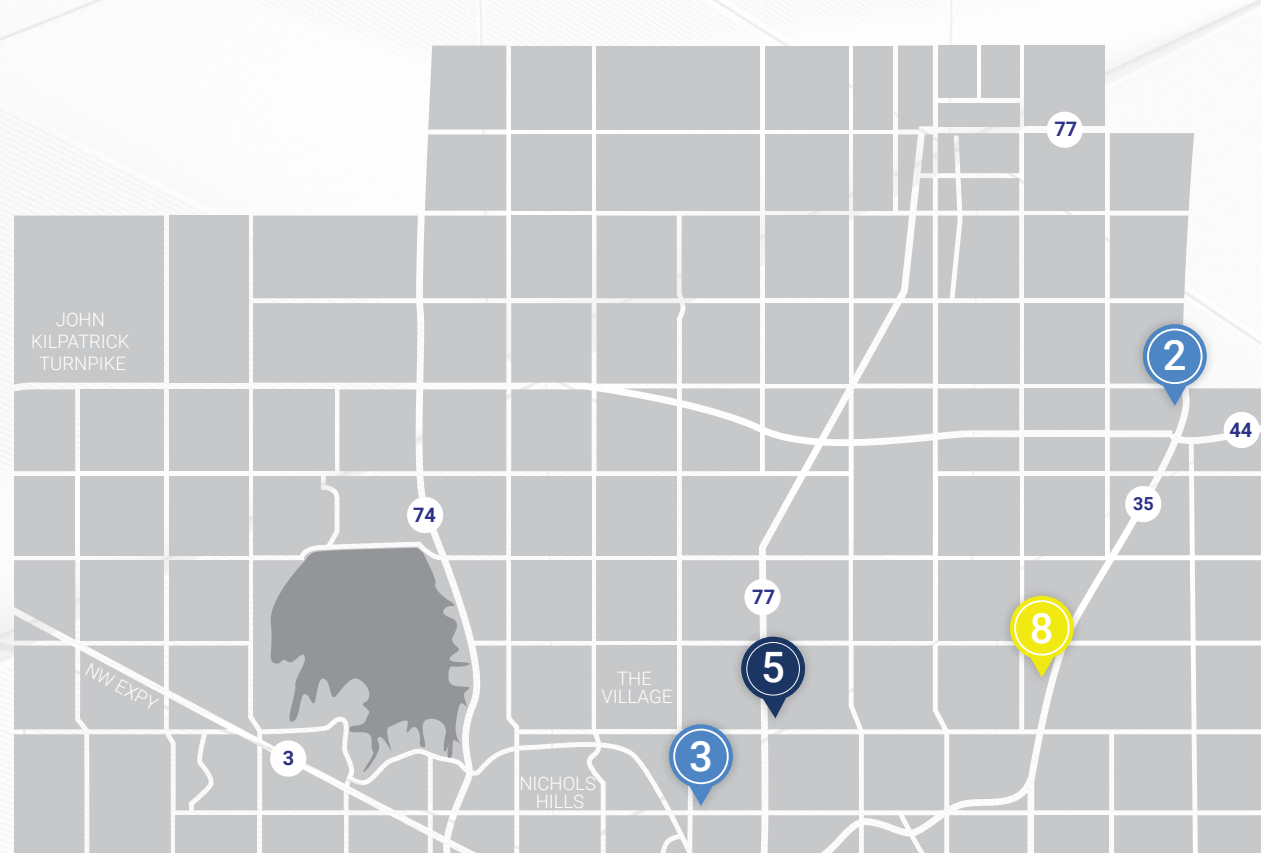 77
JOHN
KILPATRICK
TURNPIKE
2
44
35
74
77
8
5
THE
VILLAGE
NW EXPY
3
3
NICHOLS
HILLS